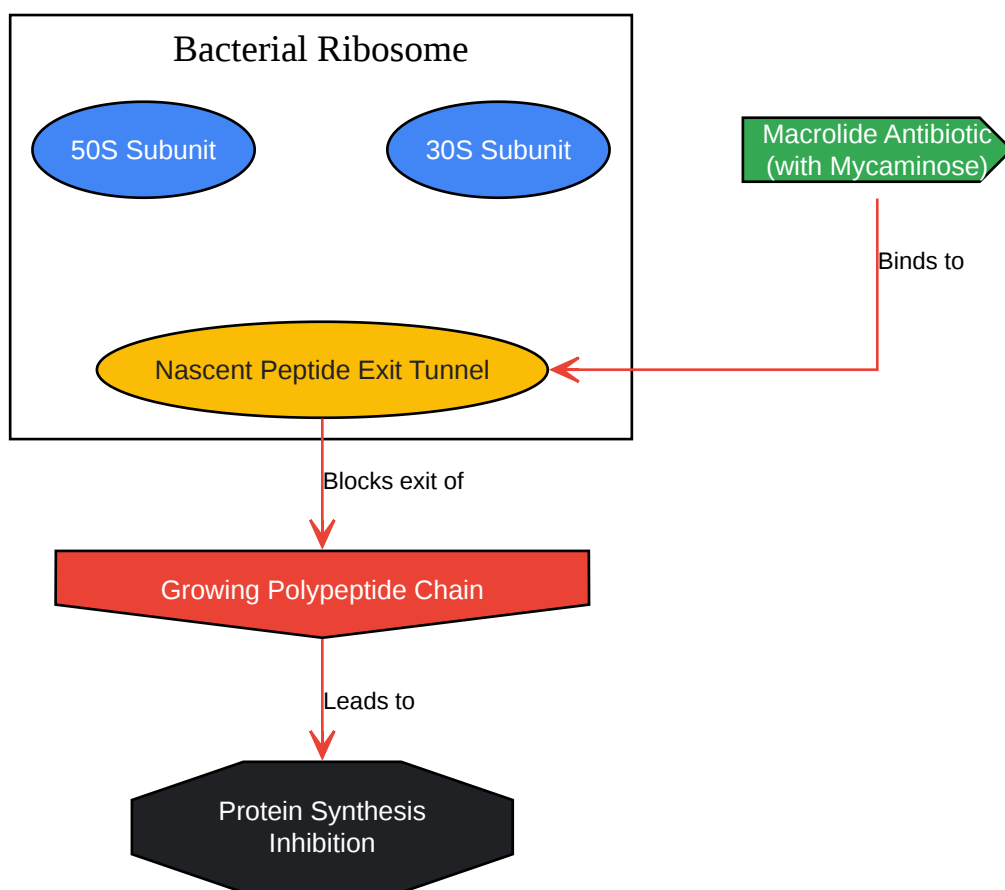 Bacterial Ribosome
50S Subunit
30S Subunit
Macrolide Antibiotic
(with Mycaminose)
Binds to
Nascent Peptide Exit Tunnel
Blocks exit of
Growing Polypeptide Chain
Leads to
Protein Synthesis
Inhibition